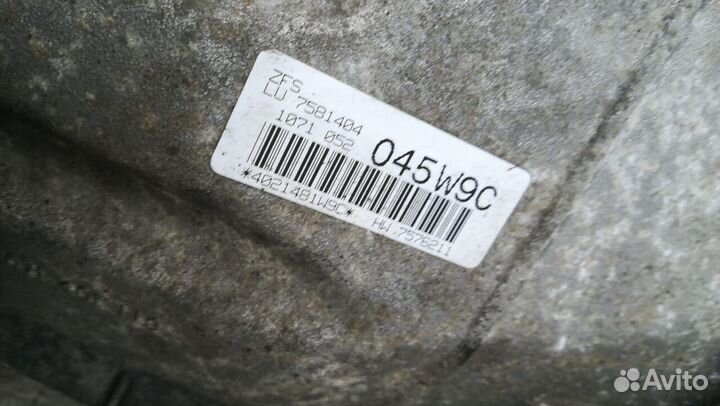 ZFS
LU 7581404
1071 052
045W9C
*4021481W9C* HW 7576211
Avito